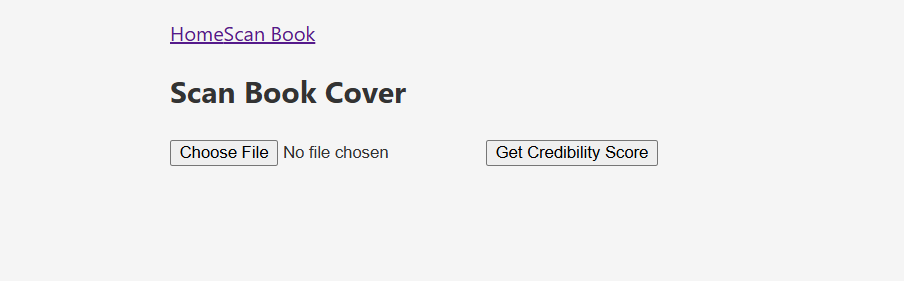 HomeScan Book
Scan Book Cover
Choose File No file chosen Get Credibility Score